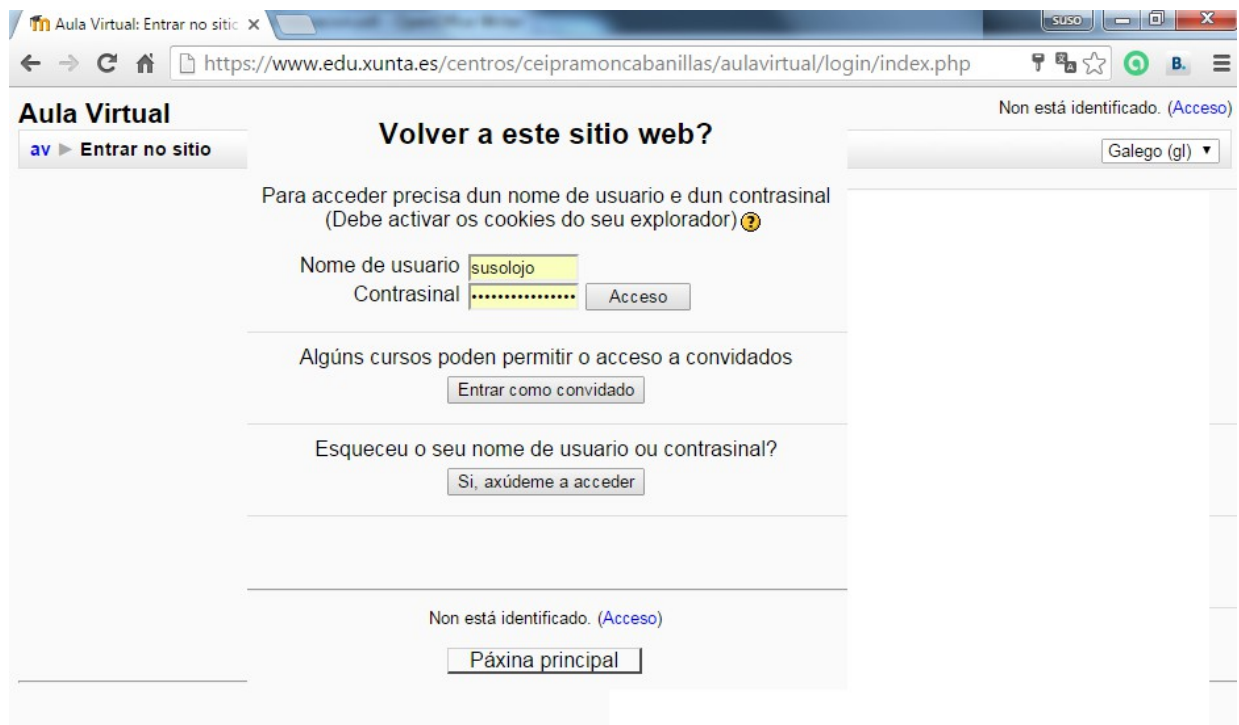 Aula Virtual: Entrar no sitio
suso
https://www.edu.xunta.es/centros/ceipramoncabanillas/aulavirtual/login/index.php
B.
Aula Virtual
Non está identificado. (Acceso)
av ► Entrar no sitio
Galego (gl) ▼
Volver a este sitio web?
Para acceder precisa dun nome de usuario e dun contrasinal
(Debe activar os cookies do seu explorador) ?
Nome de usuario susolojo
Contrasinal •••••••••••••••• Acceso
Algúns cursos poden permitir o acceso a convidados
Entrar como convidado
Esqueceu o seu nome de usuario ou contrasinal?
Si, axúdeme a acceder
Non está identificado. (Acceso)
Páxina principal